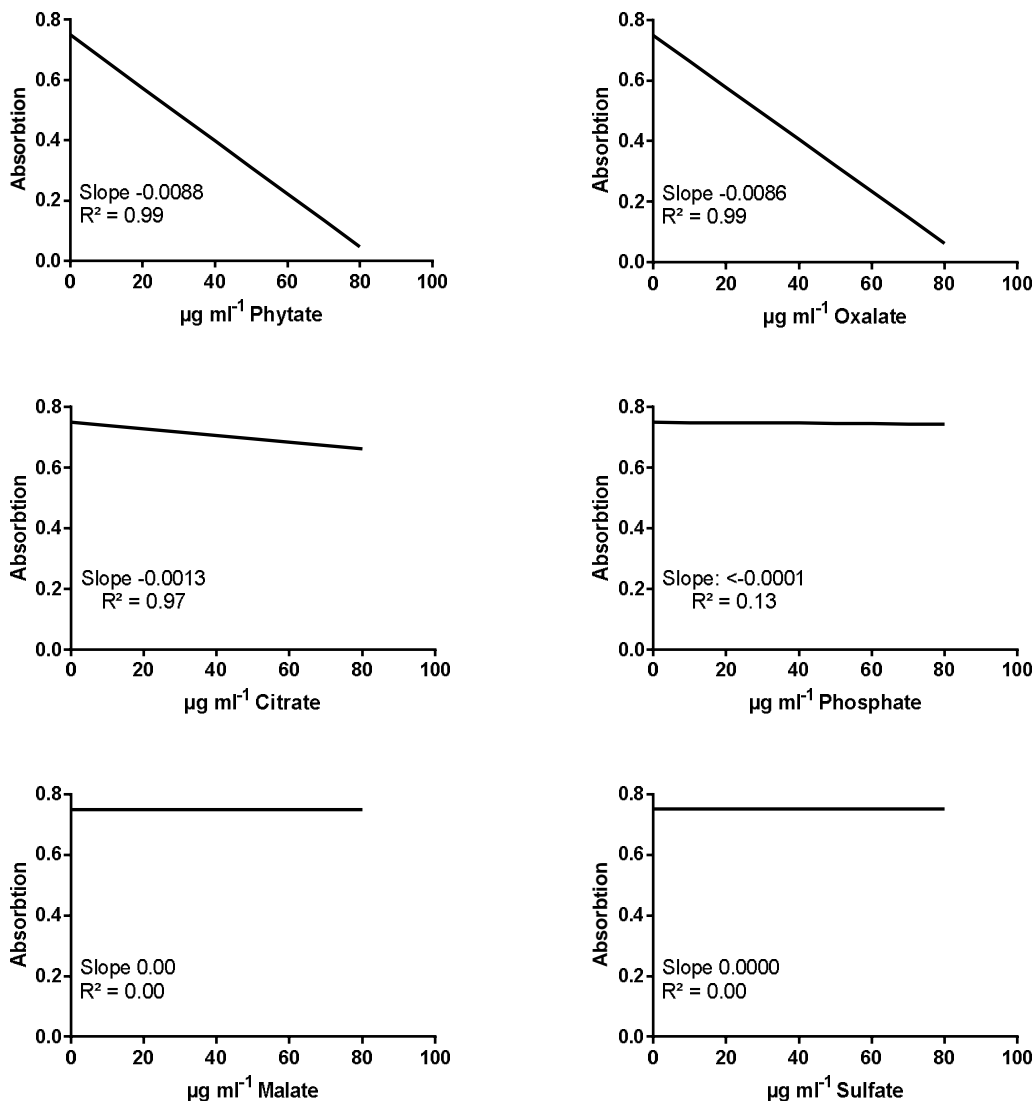 0.8
0.6
0.4
0.2
0.0
Absorbtion
Slope -0.0088
R² = 0.99
0 20 40 60 80 100
µg ml⁻¹ Phytate
0.8
0.6
0.4
0.2
0.0
Absorbtion
Slope -0.0086
R² = 0.99
0 20 40 60 80 100
µg ml⁻¹ Oxalate
0.8
0.6
0.4
0.2
0.0
Absorbtion
Slope -0.0013
R² = 0.97
0 20 40 60 80 100
µg ml⁻¹ Citrate
0.8
0.6
0.4
0.2
0.0
Absorbtion
Slope: <-0.0001
R² = 0.13
0 20 40 60 80 100
µg ml⁻¹ Phosphate
0.8
0.6
0.4
0.2
0.0
Absorbtion
Slope 0.00
R² = 0.00
0 20 40 60 80 100
µg ml⁻¹ Malate
0.8
0.6
0.4
0.2
0.0
Absorbtion
Slope 0.0000
R² = 0.00
0 20 40 60 80 100
µg ml⁻¹ Sulfate